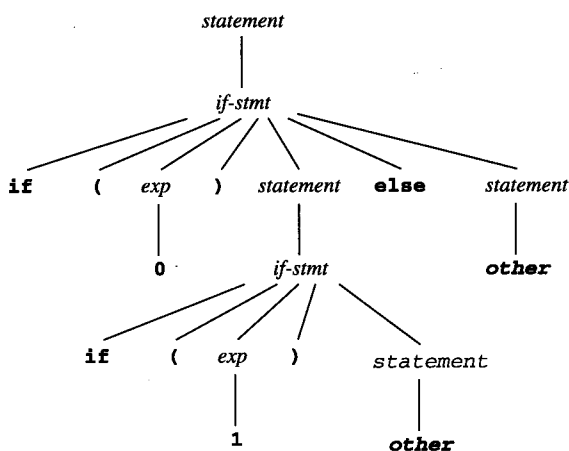 statement
if-stmt
if ( exp ) statement else statement
0 if-stmt other
if ( exp ) statement
1 other